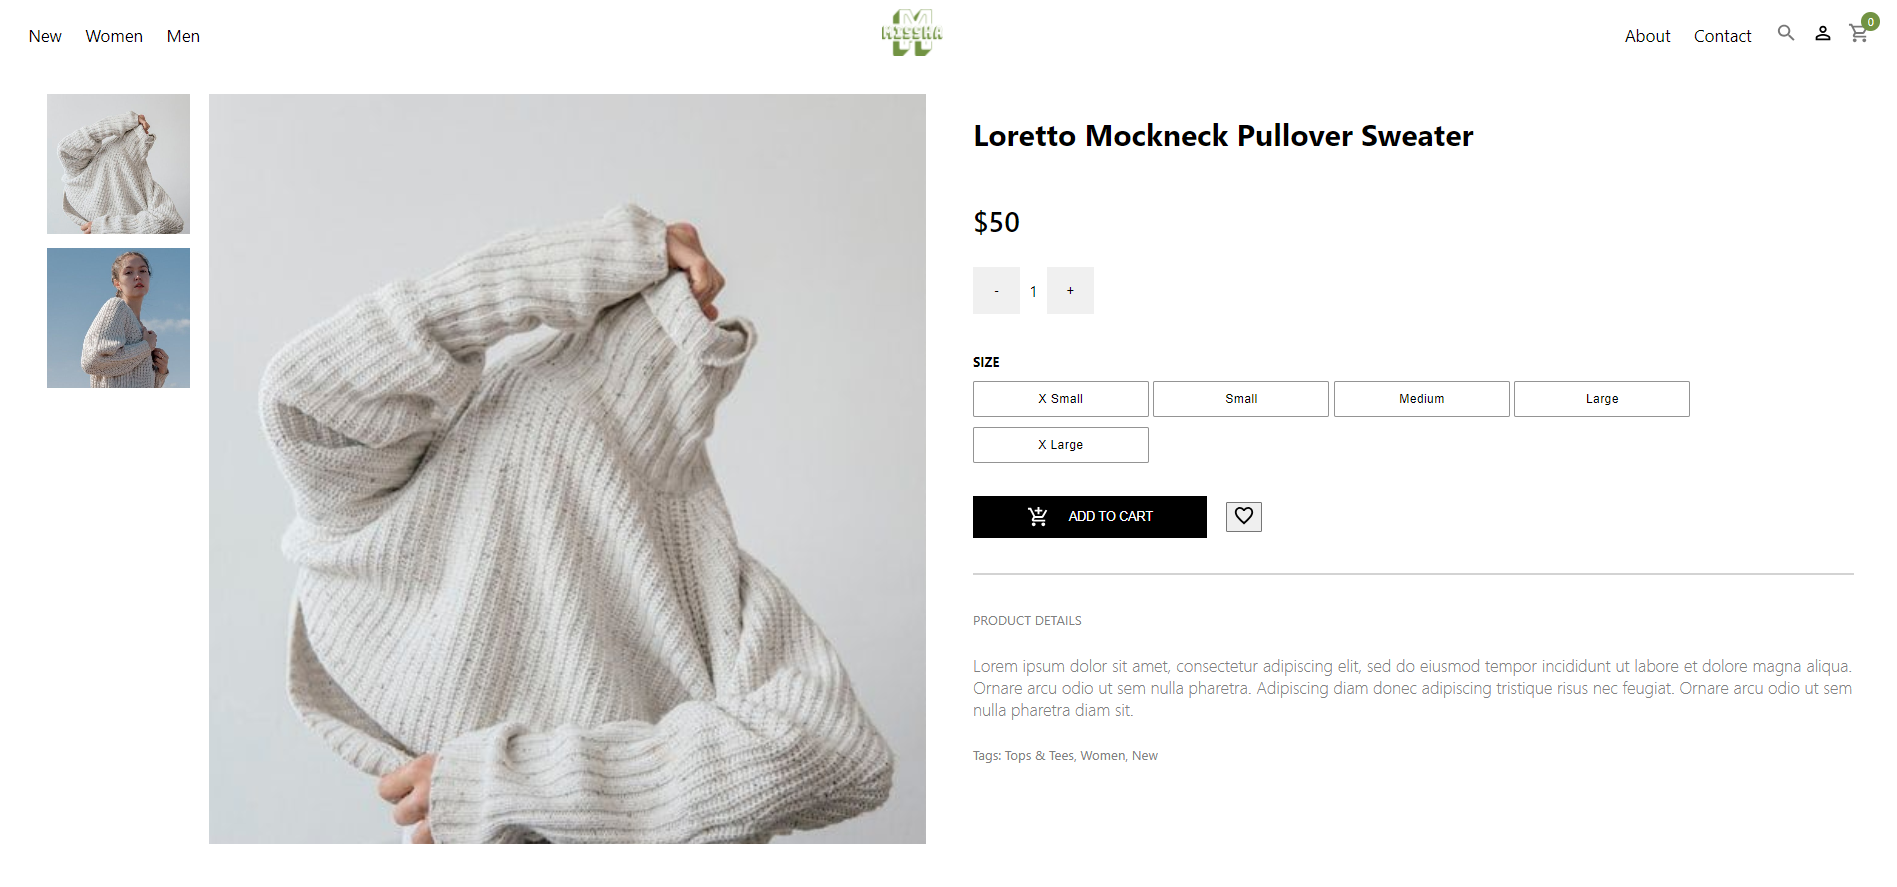 New Women Men
MISSHA
About Contact
0
Loretto Mockneck Pullover Sweater
$50
- 1 +
SIZE
X Small Small Medium Large
X Large
ADD TO CART
PRODUCT DETAILS
Lorem ipsum dolor sit amet, consectetur adipiscing elit, sed do eiusmod tempor incididunt ut labore et dolore magna aliqua.
Ornare arcu odio ut sem nulla pharetra. Adipiscing diam donec adipiscing tristique risus nec feugiat. Ornare arcu odio ut sem
nulla pharetra diam sit.
Tags: Tops & Tees, Women, New